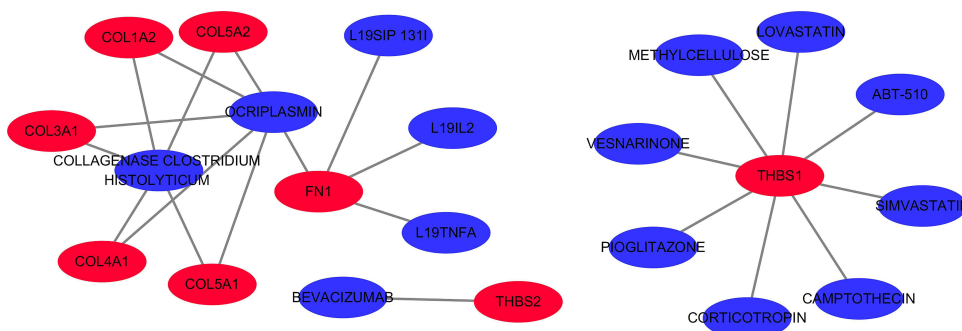 COL1A2
COL5A2
L19SIP 131I
LOVASTATIN
METHYLCELLULOSE
ABT-510
OCRIPLASMIN
L19IL2
COL3A1
VESNARINONE
COLLAGENASE CLOSTRIDIUM
HISTOLYTICUM
THBS1
FN1
SIMVASTATIN
L19TNFA
PIOGLITAZONE
COL4A1
COL5A1
BEVACIZUMAB
THBS2
CAMPTOTHECIN
CORTICOTROPIN